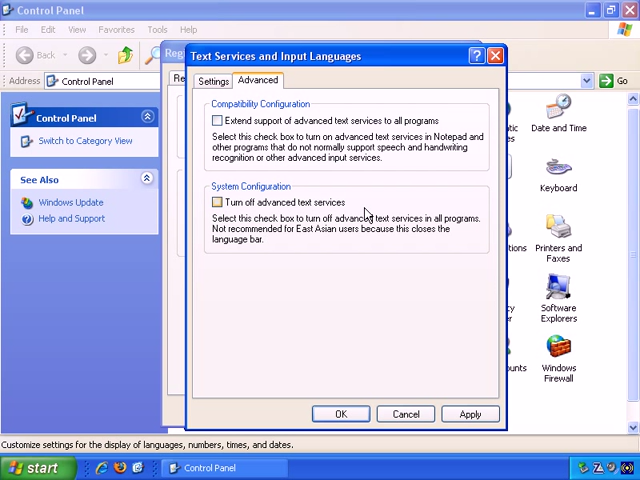 Control Panel
File
Edit
View
Favorites
Tools
Help
Back
Address
Control Panel
Go
Control Panel
Switch to Category View
See Also
Windows Update
Help and Support
Text Services and Input Languages
Settings
Advanced
Compatibility Configuration
Extend support of advanced text services to all programs
Select this check box to turn on advanced text services in Notepad and
other programs that do not normally support speech and handwriting
recognition or other advanced input services.
System Configuration
Turn off advanced text services
Select this check box to turn off advanced text services in all programs.
Not recommended for East Asian users because this closes the
language bar.
OK
Cancel
Apply
Date and Time
Keyboard
Printers and
Faxes
Software
Explorers
Windows
Firewall
Customize settings for the display of languages, numbers, times, and dates.
start
Control Panel